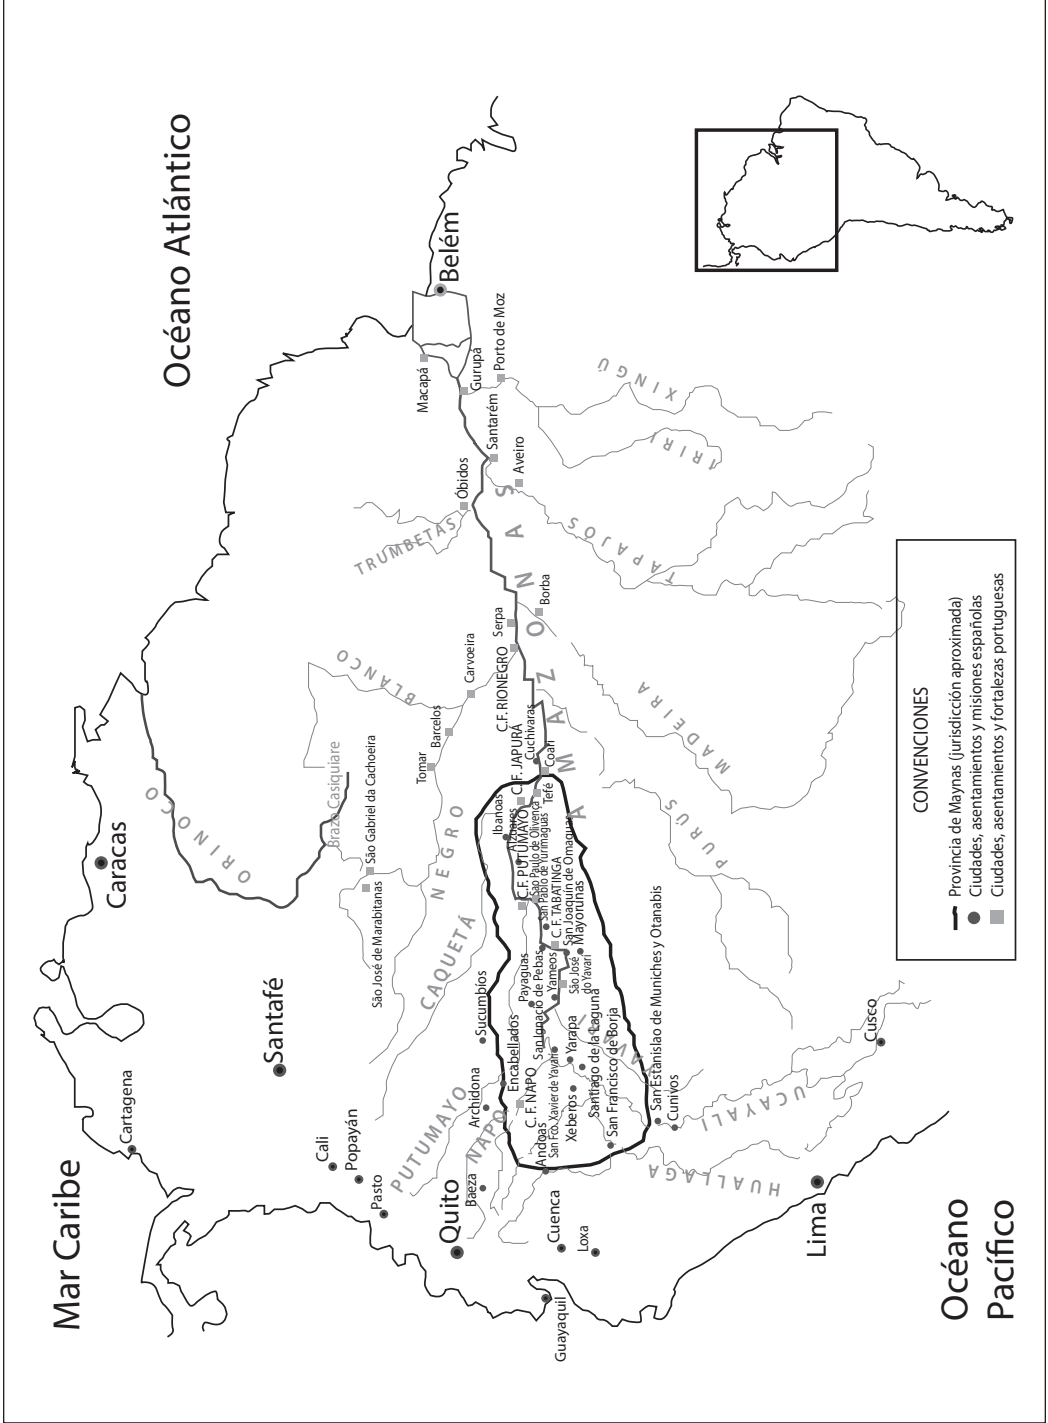 Mar Caribe
Océano Atlántico
Océano
Pacífico
Cartagena
Caracas
Santafé
Cali
Popayán
Pasto
Quito
Baeza
Archidona
Sucumbíos
Cuenca
Loxa
Guayaquil
Lima
Cusco
ORINOCO
Brazo Casiquiare
São Gabriel da Cachoeira
São José de Marabitanas
NEGRO
BLANCO
CAQUETÁ
PUTUMAYO
NAPO
TRUMBETAS
AMAZONAS
XINGÚ
IRIRI
TAPAJÓS
MADEIRA
PURÚS
YAVARI
UCAYALI
HUALLAGA
Tomar
Barcelos
Carvoeira
C.F. RIONEGRO
Serpa
Borba
Óbidos
Santarém
Aveiro
Macapá
Gurupá
Porto de Moz
Belém
Ibanoas
Aizuares
C.F. JAPURÁ
Cuchivaras
Coari
Tefé
C.F. PUTUMAYO
São Paulo de Olivença
San Pablo de Yurimaguas
C.F. TABATINGA
San Joaquín de Omaguas
Mayorunas
Payaguas
San Ignacio de Pebas
Yameos
São José
do Yavarí
Encabellados
C. F. NAPO
San Fco. Xavier de Yavarí
Yarapa
Andoas
Xeberos
Santiago de la Laguna
San Francisco de Borja
San Estanislao de Muniches y Otanabis
Cunivos
CONVENCIONES
Provincia de Maynas (jurisdicción aproximada)
Ciudades, asentamientos y misiones españolas
Ciudades, asentamientos y fortalezas portuguesas